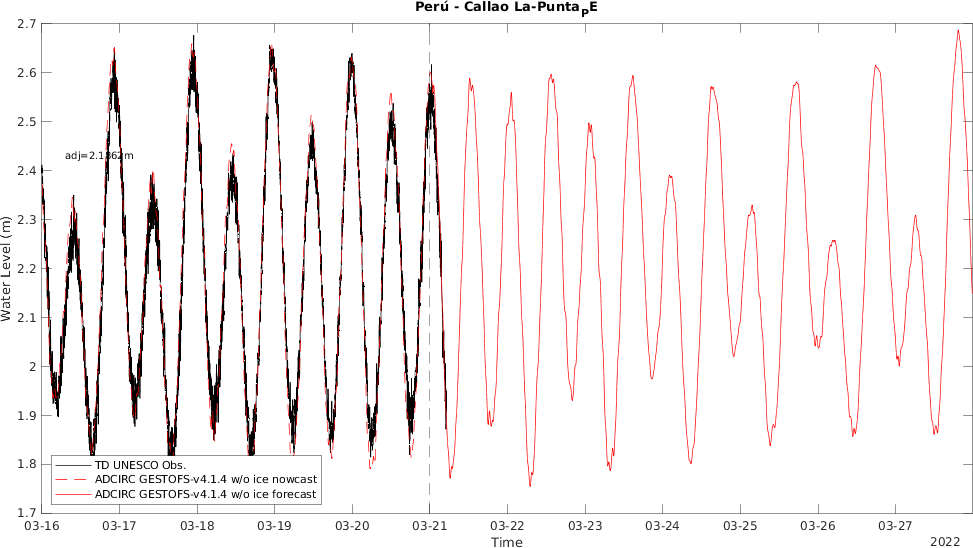 Perú - Callao La-PuntaPE
2.7
2.6
2.5
2.4
2.3
2.2
2.1
2
1.9
1.8
1.7
Water Level (m)
adj=2.1862m
TD UNESCO Obs.
ADCIRC GESTOFS-v4.1.4 w/o ice nowcast
ADCIRC GESTOFS-v4.1.4 w/o ice forecast
03-16 03-17 03-18 03-19 03-20 03-21 03-22 03-23 03-24 03-25 03-26 03-27
Time
2022